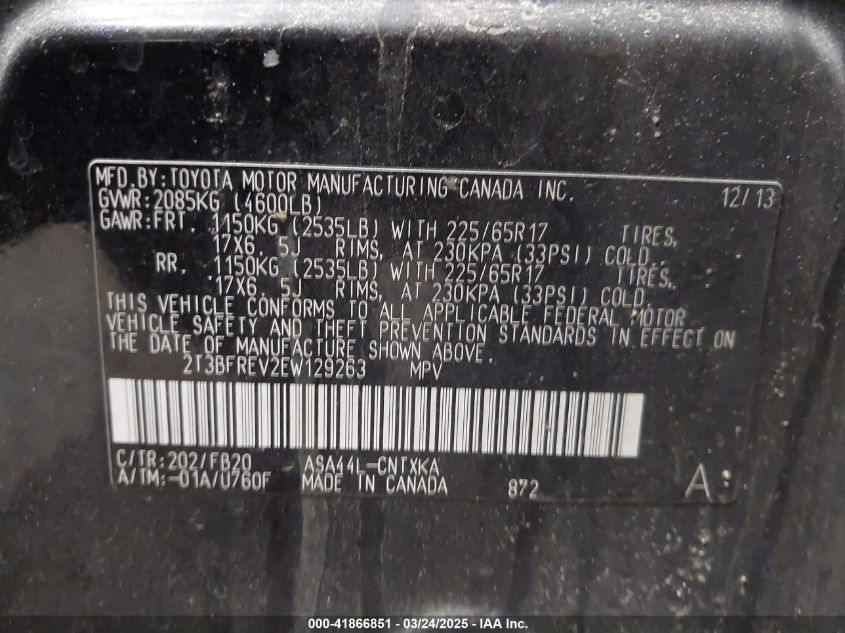 MFD.BY:TOYOTA MOTOR MANUFACTURING CANADA INC. 12/13
GVWR:2085KG (4600LB)
GAWR:FRT. 1150KG (2535LB) WITH 225/65R17 TIRES,
17X6.5J RIMS, AT 230KPA (33PSI) COLD.
RR. 1150KG (2535LB) WITH 225/65R17 TIRES,
17X6.5J RIMS, AT 230KPA (33PSI) COLD.
THIS VEHICLE CONFORMS TO ALL APPLICABLE FEDERAL MOTOR
VEHICLE SAFETY AND THEFT PREVENTION STANDARDS IN EFFECT ON
THE DATE OF MANUFACTURE SHOWN ABOVE.
2T3BFREV2EW129263 MPV
C/TR:202/FB20 ASA44L-CNTXKA
A/TM:-01A/U760F MADE IN CANADA 872 A
000-41866851 - 03/24/2025 - IAAI.com